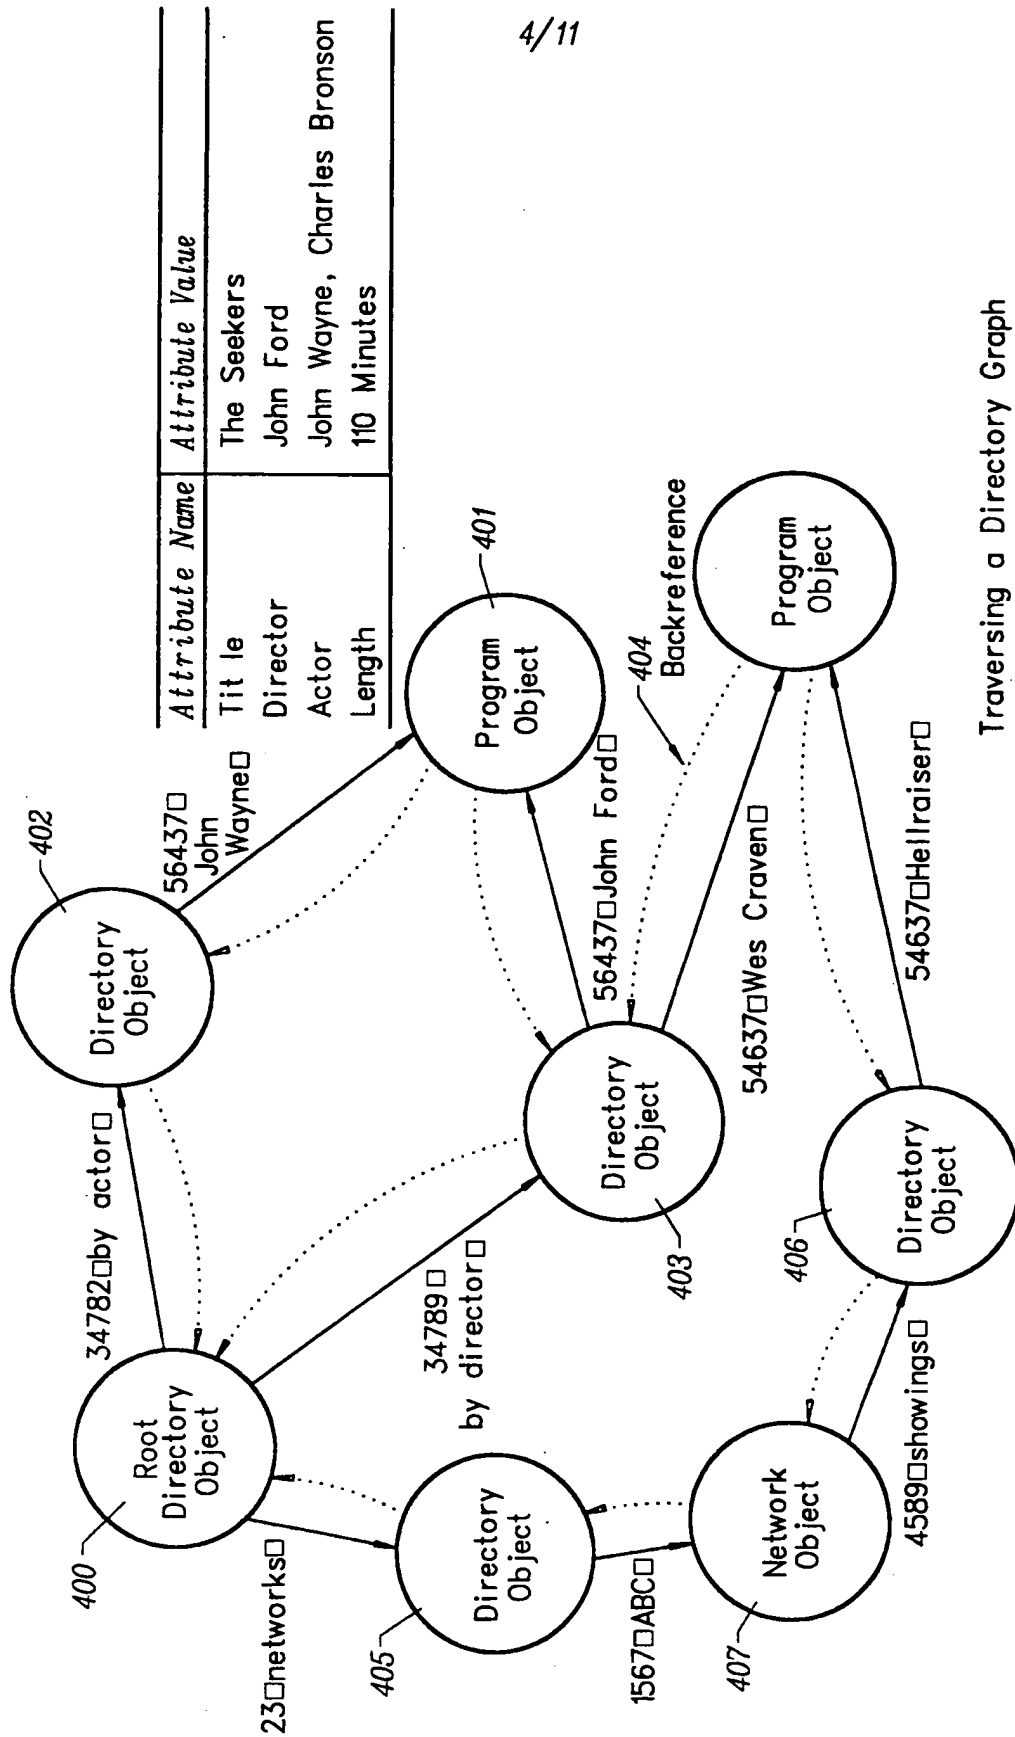 4/11
Attribute Name Attribute Value
Tit le The Seekers
Director John Ford
Actor John Wayne, Charles Bronson
Length 110 Minutes
400
Root
Directory
Object
34782□by actor□
402
Directory
Object
56437□
John
Wayne□
401
Program
Object
23□networks□
34789□
by director□
405
Directory
Object
403
Directory
Object
56437□John Ford□
404
Backreference
54637□Wes Craven□
Program
Object
1567□ABC□
407
Network
Object
4589□showings□
406
Directory
Object
54637□Hellraiser□
Traversing a Directory Graph